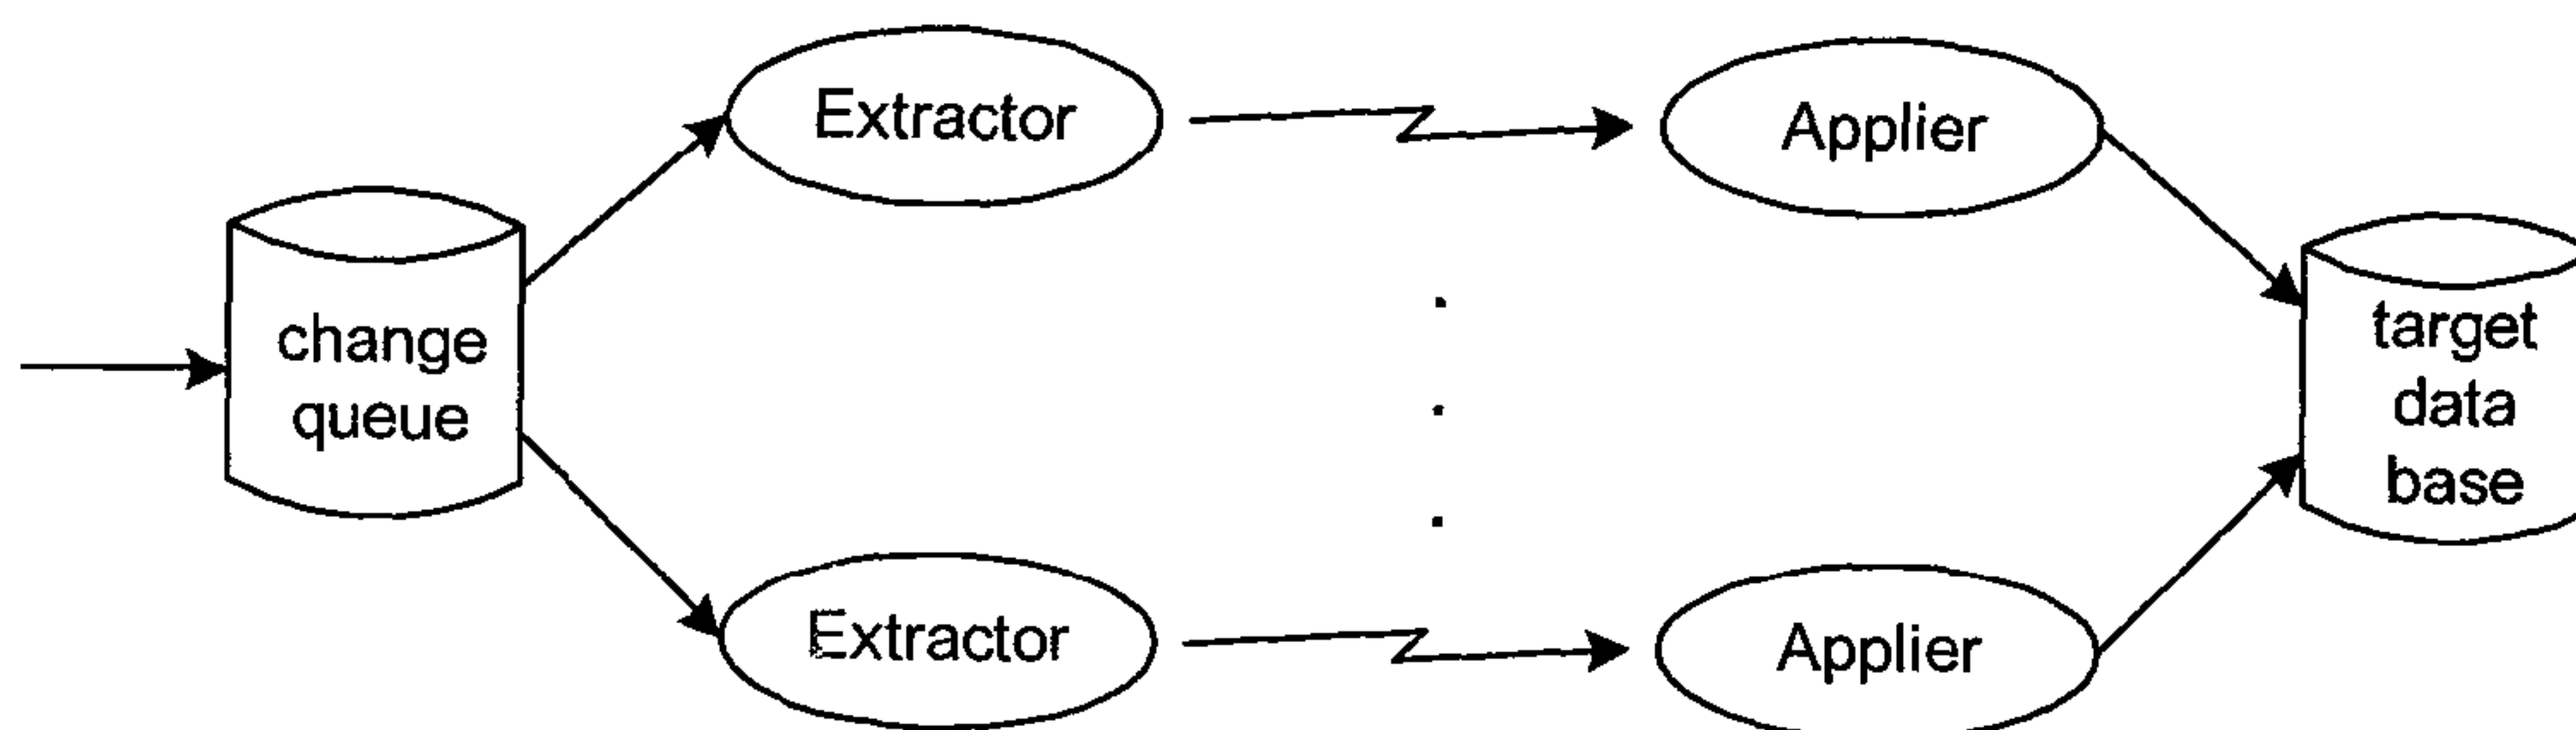 Extractor
Applier
change
queue
target
data
base
Extractor
Applier